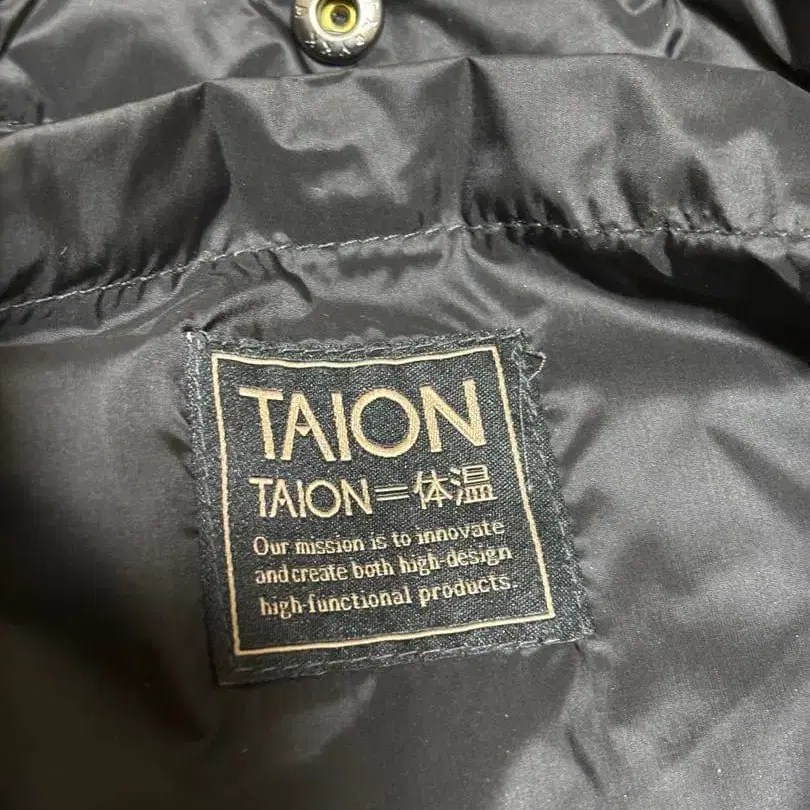 TAION
TAION=体温
Our mission is to innovate
and create both high-design
high-functional products.